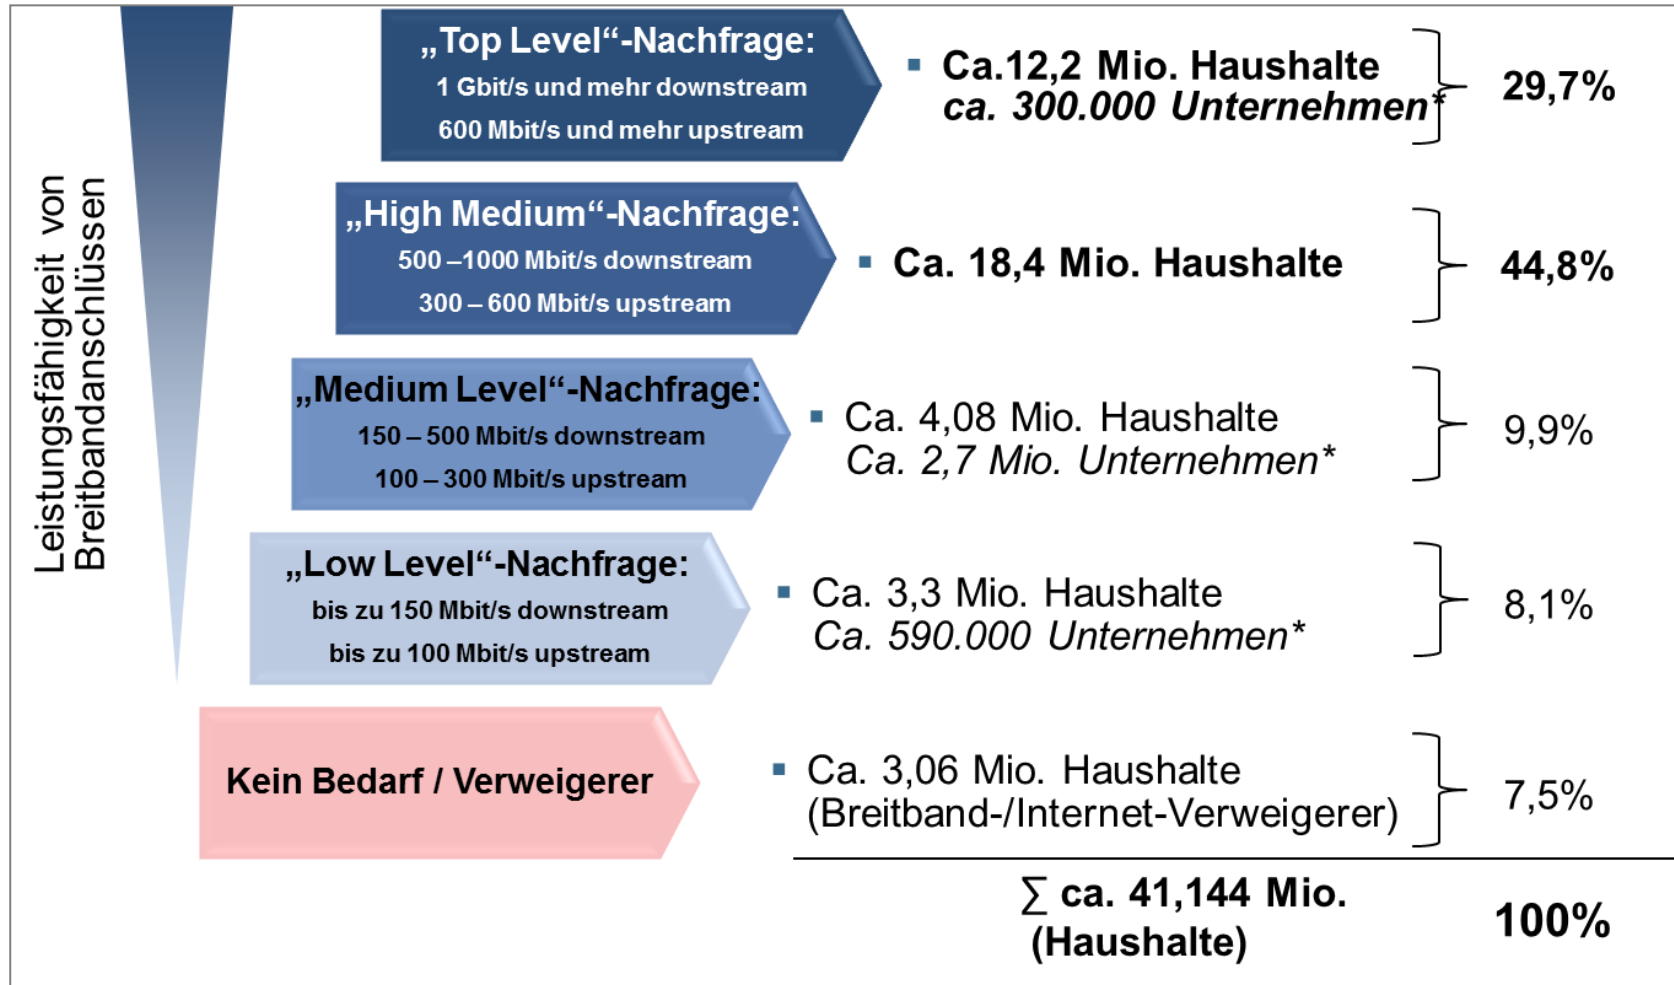 Leistungsfähigkeit von
Breitbandanschlüssen
„Top Level“-Nachfrage:
1 Gbit/s und mehr downstream
600 Mbit/s und mehr upstream
▪ Ca.12,2 Mio. Haushalte
ca. 300.000 Unternehmen*
29,7%
„High Medium“-Nachfrage:
500 –1000 Mbit/s downstream
300 – 600 Mbit/s upstream
▪ Ca. 18,4 Mio. Haushalte
44,8%
„Medium Level“-Nachfrage:
150 – 500 Mbit/s downstream
100 – 300 Mbit/s upstream
▪ Ca. 4,08 Mio. Haushalte
Ca. 2,7 Mio. Unternehmen*
9,9%
„Low Level“-Nachfrage:
bis zu 150 Mbit/s downstream
bis zu 100 Mbit/s upstream
▪ Ca. 3,3 Mio. Haushalte
Ca. 590.000 Unternehmen*
8,1%
Kein Bedarf / Verweigerer
▪ Ca. 3,06 Mio. Haushalte
(Breitband-/Internet-Verweigerer)
7,5%
∑ ca. 41,144 Mio.
(Haushalte)
100%